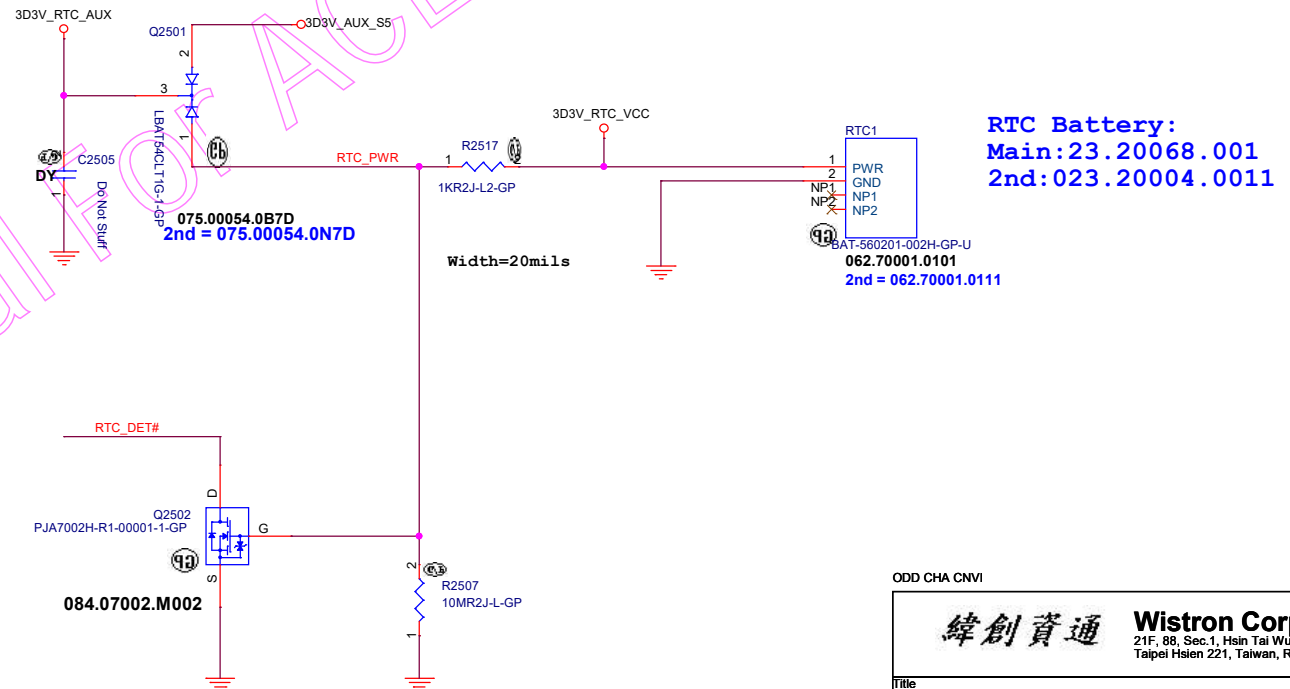 3D3V_RTC_AUX
Q2501
3D3V_AUX_S5
2
3
1
LBAT54CLT1G-1-GP
C2505
DY
1
Do Not Stuff
075.00054.0B7D
2nd = 075.00054.0N7D
RTC_PWR
R2517
1
1KR2J-L2-GP
3D3V_RTC_VCC
Width=20mils
RTC1
1
2
NP1
NP2
PWR
GND
NP1
NP2
BAT-560201-002H-GP-U
062.70001.0101
2nd = 062.70001.0111
RTC Battery:
Main:23.20068.001
2nd:023.20004.0011
RTC_DET#
D
Q2502
PJA7002H-R1-00001-1-GP
G
S
084.07002.M002
2
R2507
10MR2J-L-GP
1
ODD CHA CNVI
緯創資通
Wistron Corp
21F, 88, Sec.1, Hsin Tai Wu
Taipei Hsien 221, Taiwan, R
Title
For